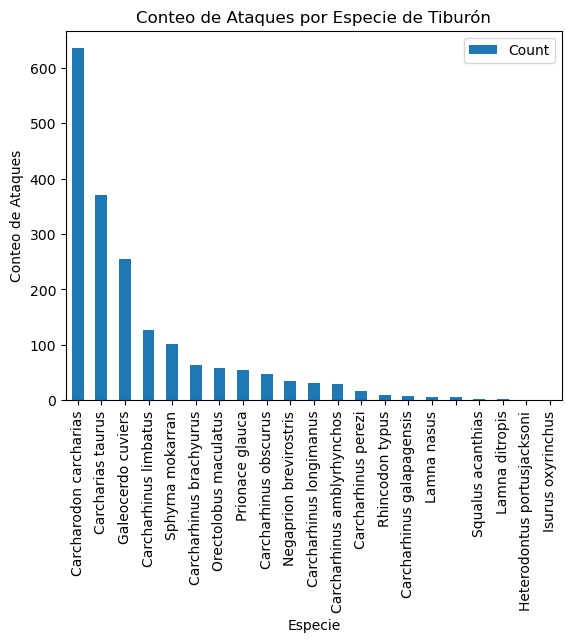 Conteo de Ataques por Especie de Tiburón
Count
Conteo de Ataques
600
500
400
300
200
100
0
Carcharodon carcharias
Carcharias taurus
Galeocerdo cuviers
Carcharhinus limbatus
Sphyrna mokarran
Carcharhinus brachyurus
Orectolobus maculatus
Prionace glauca
Carcharhinus obscurus
Negaprion brevirostris
Carcharhinus longimanus
Carcharhinus amblyrhynchos
Carcharhinus perezi
Rhincodon typus
Carcharhinus galapagensis
Lamna nasus
Squalus acanthias
Lamna ditropis
Heterodontus portusjacksoni
Isurus oxyrinchus
Especie